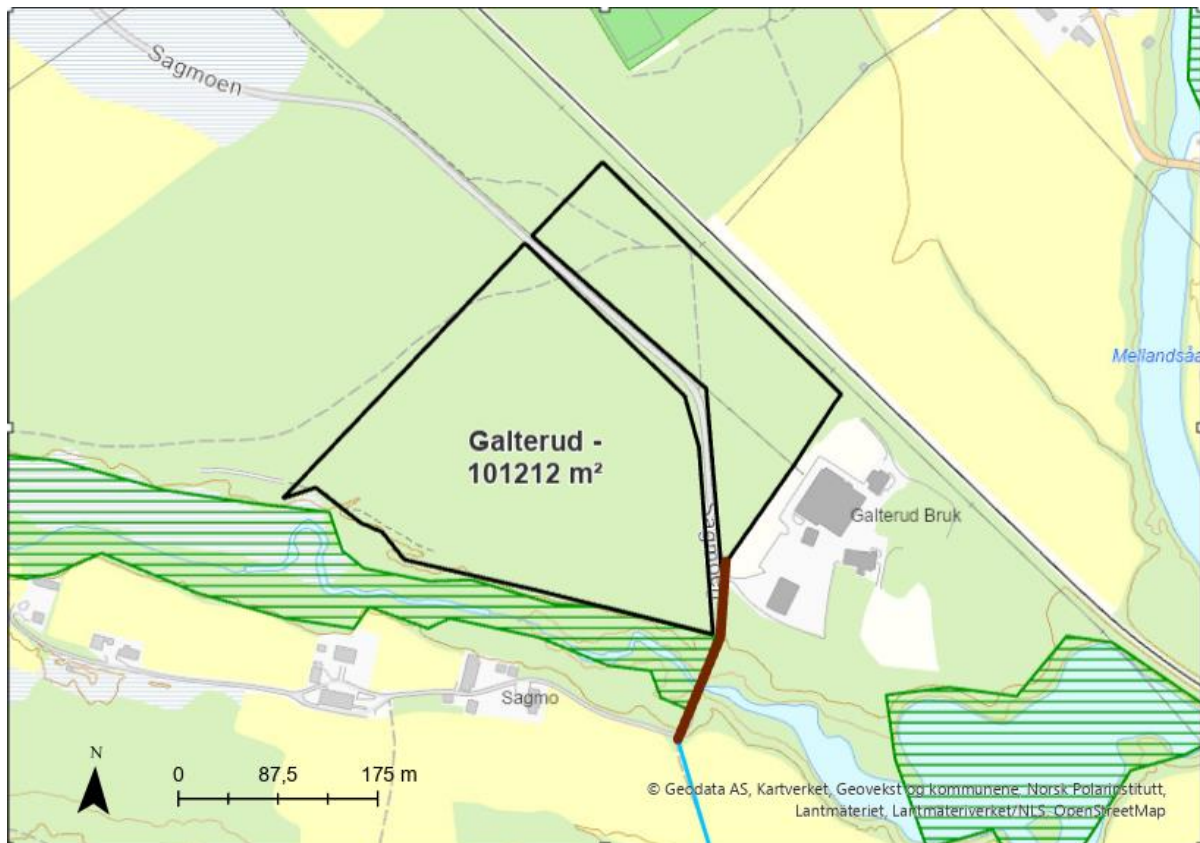 Sagmoen
Mellandsåa
Galterud -
101212 m²
Galterud Bruk
Sagmoen
Sagmo
N
0 87,5 175 m
© Geodata AS, Kartverket, Geovekst og kommunene, Norsk Polarinstitutt,
Lantmäteriet, Lantmäteriverket/NLS, OpenStreetMap